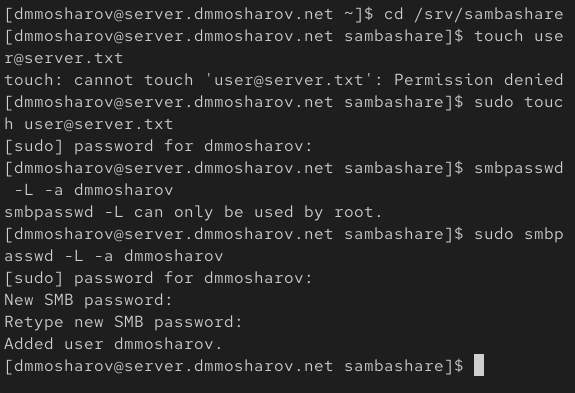 [dmmosharov@server.dmmosharov.net ~]$ cd /srv/sambashare
[dmmosharov@server.dmmosharov.net sambashare]$ touch use
r@server.txt
touch: cannot touch 'user@server.txt': Permission denied
[dmmosharov@server.dmmosharov.net sambashare]$ sudo touc
h user@server.txt
[sudo] password for dmmosharov:
[dmmosharov@server.dmmosharov.net sambashare]$ smbpasswd
 -L -a dmmosharov
smbpasswd -L can only be used by root.
[dmmosharov@server.dmmosharov.net sambashare]$ sudo smbp
asswd -L -a dmmosharov
[sudo] password for dmmosharov:
New SMB password:
Retype new SMB password:
Added user dmmosharov.
[dmmosharov@server.dmmosharov.net sambashare]$